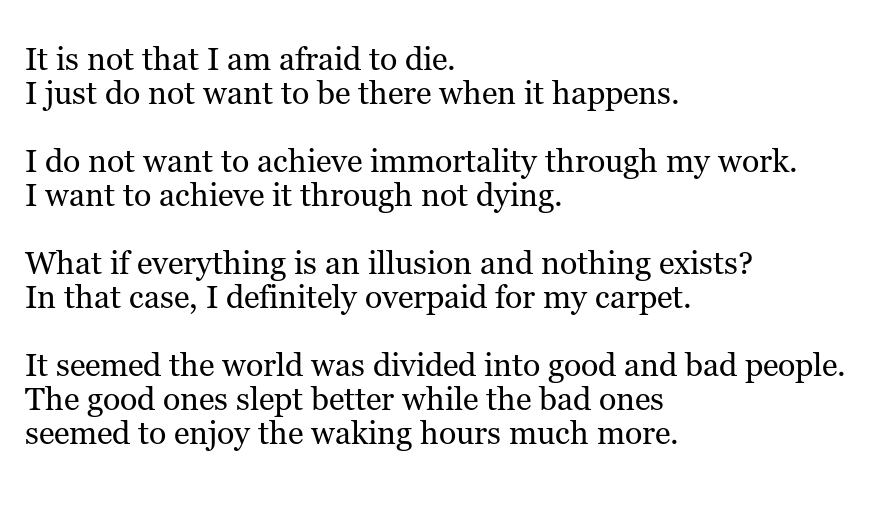 It is not that I am afraid to die.
I just do not want to be there when it happens.
I do not want to achieve immortality through my work.
I want to achieve it through not dying.
What if everything is an illusion and nothing exists?
In that case, I definitely overpaid for my carpet.
It seemed the world was divided into good and bad people.
The good ones slept better while the bad ones
seemed to enjoy the waking hours much more.